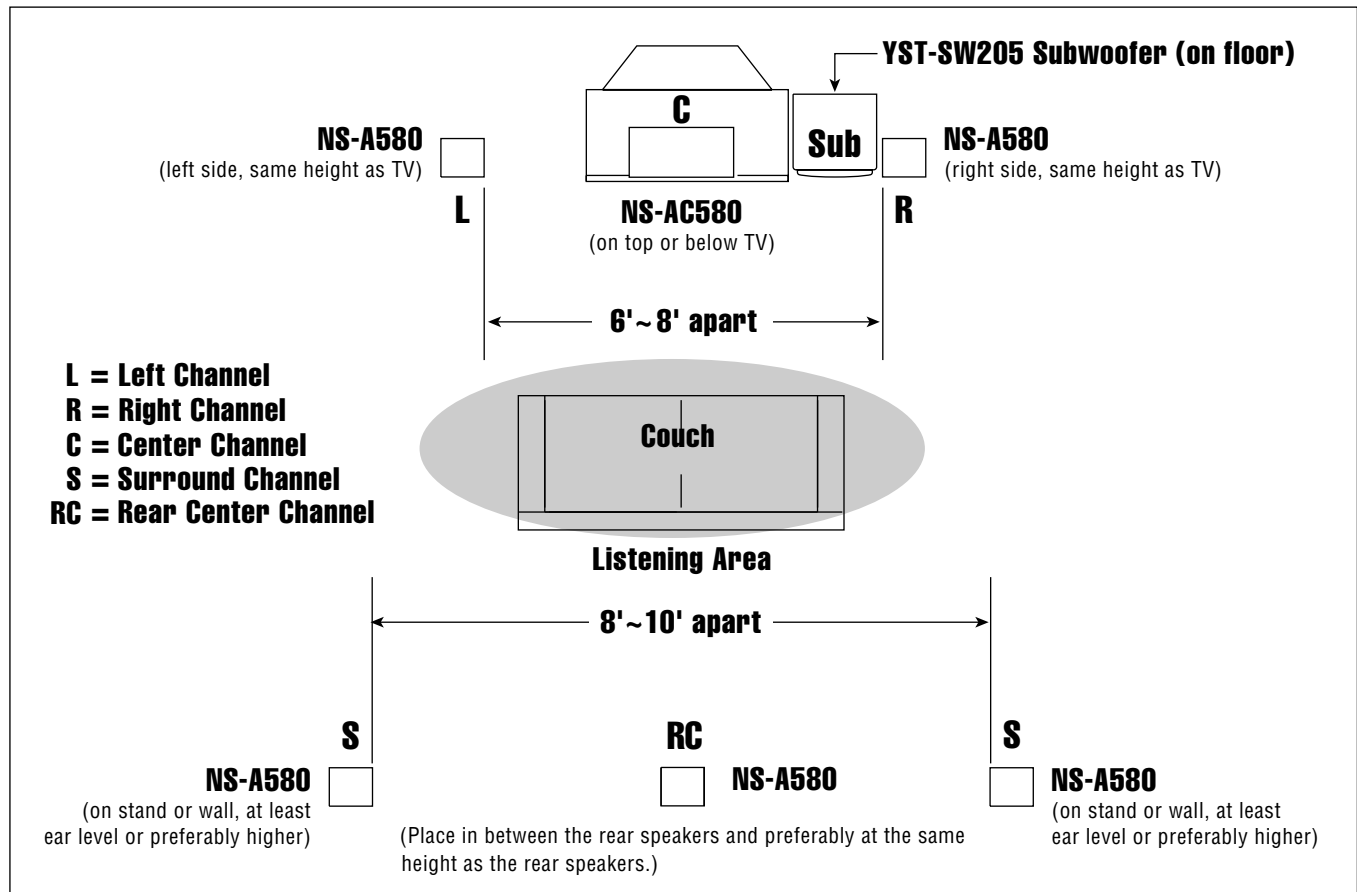 YST-SW205 Subwoofer (on floor)
C
Sub
NS-A580
(left side, same height as TV)
NS-A580
(right side, same height as TV)
L
NS-AC580
(on top or below TV)
R
6'~8' apart
L = Left Channel
R = Right Channel
C = Center Channel
S = Surround Channel
RC = Rear Center Channel
Couch
Listening Area
8'~10' apart
S
RC
S
NS-A580
(on stand or wall, at least
ear level or preferably higher)
NS-A580
(Place in between the rear speakers and preferably at the same
height as the rear speakers.)
NS-A580
(on stand or wall, at least
ear level or preferably higher)